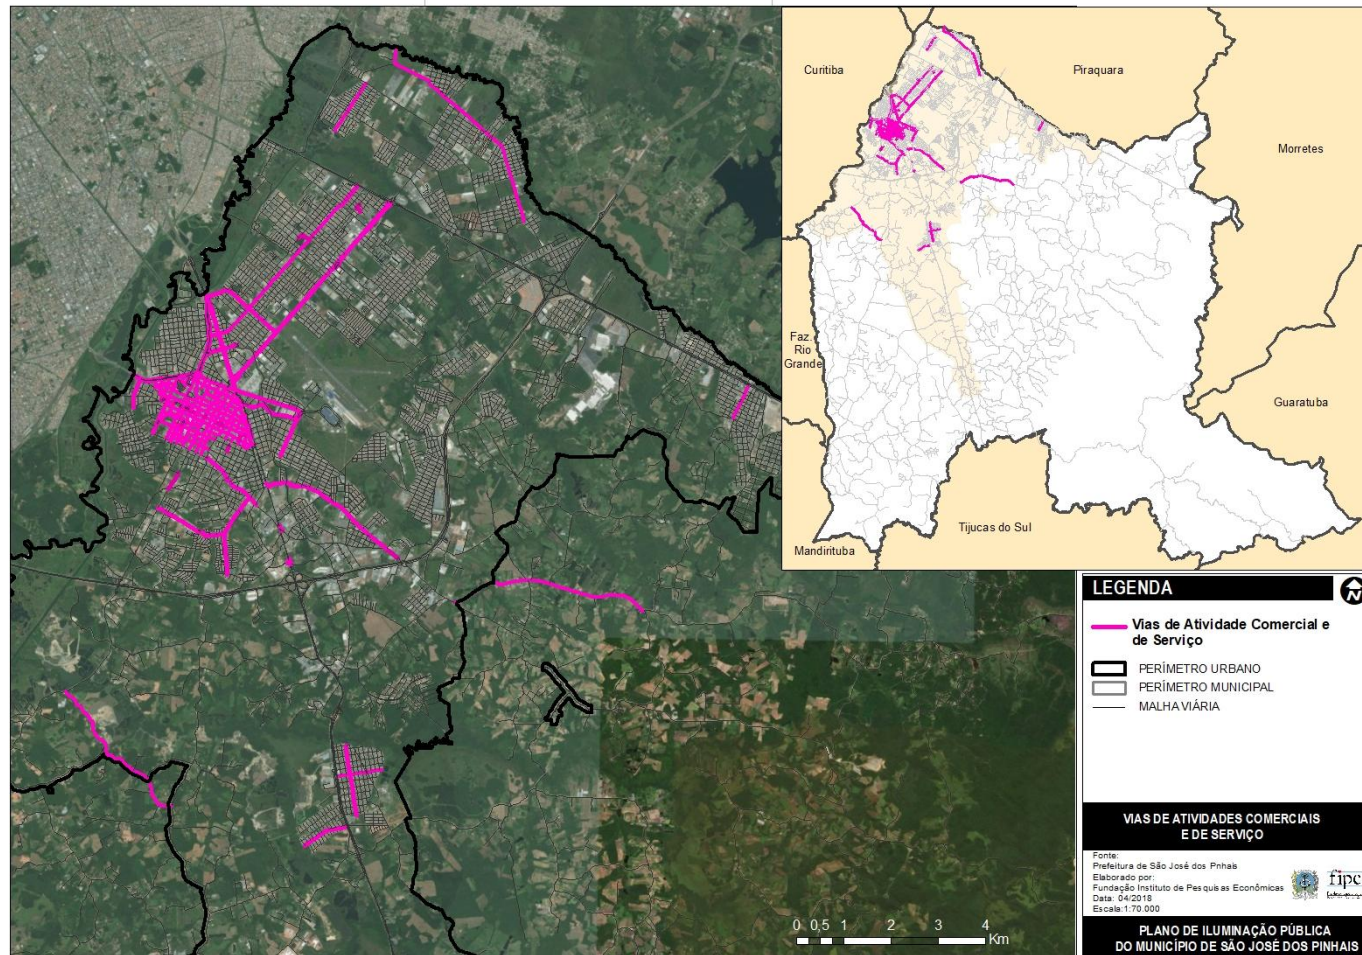 Curitiba
Piraquara
Morretes
Faz.
Rio
Grande
Guaratuba
Tijucas do Sul
Mandirituba
LEGENDA
N
Vias de Atividade Comercial e
de Serviço
PERÍMETRO URBANO
PERÍMETRO MUNICIPAL
MALHA VIÁRIA
VIAS DE ATIVIDADES COMERCIAIS
E DE SERVIÇO
Fonte:
Prefeitura de São José dos Pinhais
Elaborado por:
Fundação Instituto de Pesquisas Econômicas
Data: 04/2018
Escala:1:70.000
fipe
PLANO DE ILUMINAÇÃO PÚBLICA
DO MUNICÍPIO DE SÃO JOSÉ DOS PINHAIS
0 0,5 1 2 3 4
Km